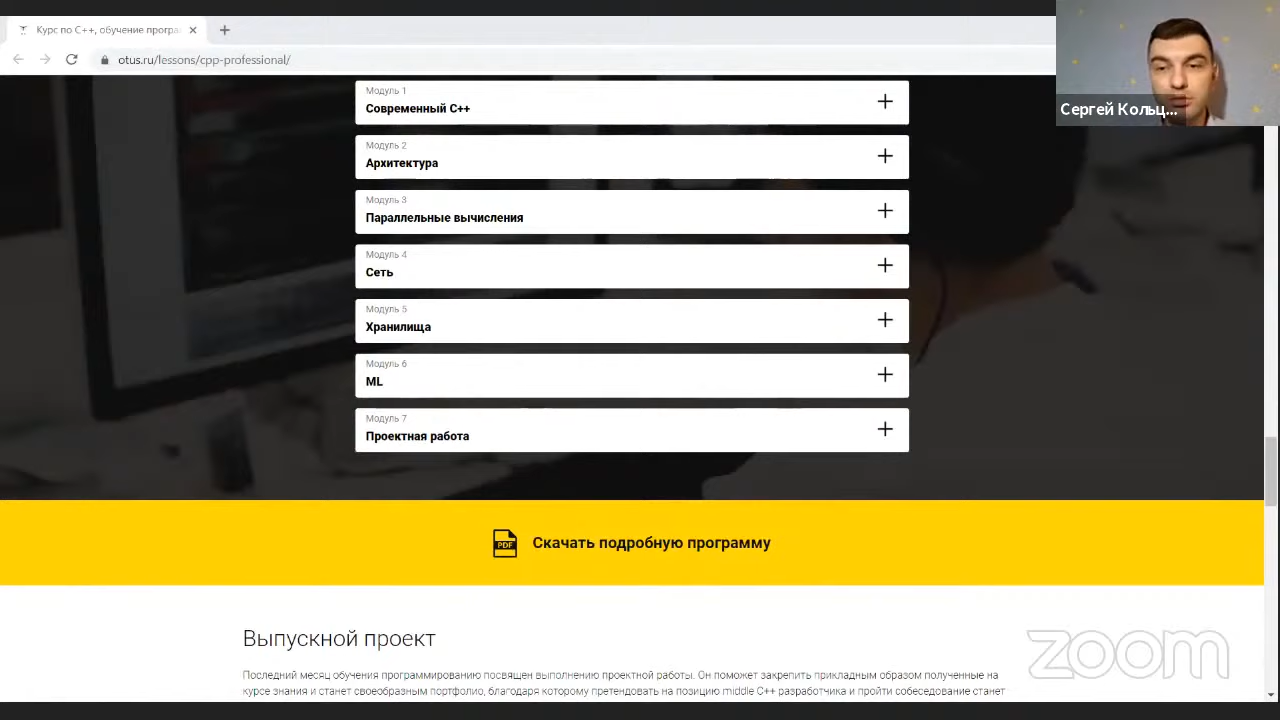 Курс по C++, обучение програ
otus.ru/lessons/cpp-professional/
Сергей Кольц...
Модуль 1
Современный C++
Модуль 2
Архитектура
Модуль 3
Параллельные вычисления
Модуль 4
Сеть
Модуль 5
Хранилища
Модуль 6
ML
Модуль 7
Проектная работа
PDF
Скачать подробную программу
Выпускной проект
Последний месяц обучения программированию посвящен выполнению проектной работы. Он поможет закрепить прикладным образом полученные на
курсе знания и станет своеобразным портфолио, благодаря которому претендовать на позицию middle C++ разработчика и пройти собеседование станет
zoom